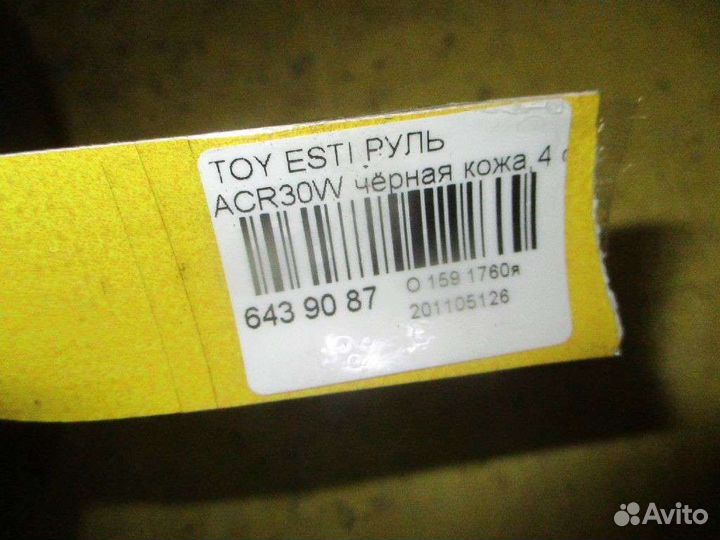 TOY ESTI РУЛЬ
ACR30W чёрная кожа,4
643 90 87
О 159 1760я
201105126
Avito